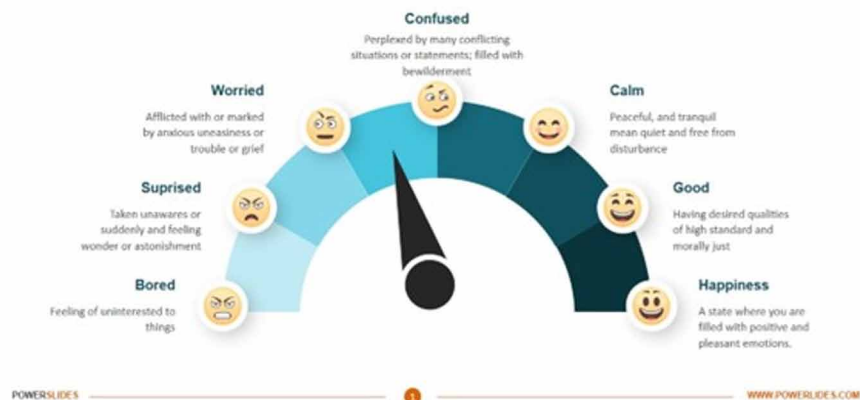 Confused
Perplexed by many conflicting
situations or statements; filled with
bewilderment
Worried
Afflicted with or marked
by anxious uneasiness or
trouble or grief
Calm
Peaceful, and tranquil
mean quiet and free from
disturbance
Suprised
Taken unawares or
suddenly and feeling
wonder or astonishment
Good
Having desired qualities
of high standard and
morally just
Bored
Feeling of uninterested to
things
Happiness
A state where you are
filled with positive and
pleasant emotions.
POWERSLIDES
1
WWW.POWERLIDES.COM